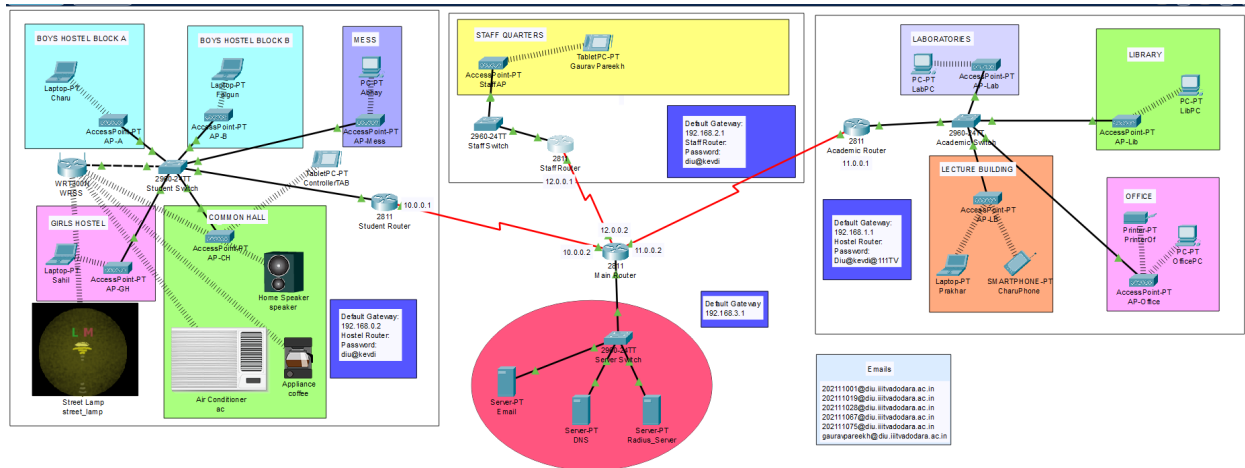 BOYS HOSTEL BLOCK A
Laptop-PT
Charu
AccessPoint-PT
AP-A
BOYS HOSTEL BLOCK B
Laptop-PT
Falgun
AccessPoint-PT
AP-B
MESS
PC-PT
Abhay
AccessPoint-PT
AP-Mess
WRT300N
WRSS
2960-24TT
Student Switch
TabletPC-PT
ControllerTAB
2811
Student Router
10.0.0.1
GIRLS HOSTEL
Laptop-PT
Sahil
AccessPoint-PT
AP-GH
COMMON HALL
AccessPoint-PT
AP-CH
Home Speaker
speaker
L M
Street Lamp
street_lamp
Air Conditioner
ac
Appliance
coffee
Default Gateway:
192.168.0.2
Hostel Router:
Password:
diu@kevdi
STAFF QUARTERS
TabletPC-PT
Gaurav Pareekh
AccessPoint-PT
StaffAP
2960-24TT
Staff Switch
2811
Staff Router
12.0.0.1
Default Gateway:
192.168.2.1
Staff Router:
Password:
diu@kevdi
12.0.0.2
10.0.0.2
11.0.0.2
2811
Main Router
Default Gateway
192.168.3.1
2960-24TT
Server Switch
Server-PT
Email
Server-PT
DNS
Server-PT
Radius_Server
LABORATORIES
PC-PT
LabPC
AccessPoint-PT
AP-Lab
LIBRARY
PC-PT
LibPC
AccessPoint-PT
AP-Lib
2811
Academic Router
11.0.0.1
2960-24TT
Academic Switch
LECTURE BUILDING
AccessPoint-PT
AP-LB
Laptop-PT
Prakhar
SMARTPHONE-PT
CharuPhone
OFFICE
Printer-PT
PrinterOf
PC-PT
OfficePC
AccessPoint-PT
AP-Office
Default Gateway:
192.168.1.1
Hostel Router:
Password:
Diu@kevdi@111TV
Emails
202111001@diu.iiitvadodara.ac.in
202111019@diu.iiitvadodara.ac.in
202111028@diu.iiitvadodara.ac.in
202111067@diu.iiitvadodara.ac.in
202111075@diu.iiitvadodara.ac.in
gauravpareekh@diu.iiitvadodara.ac.in